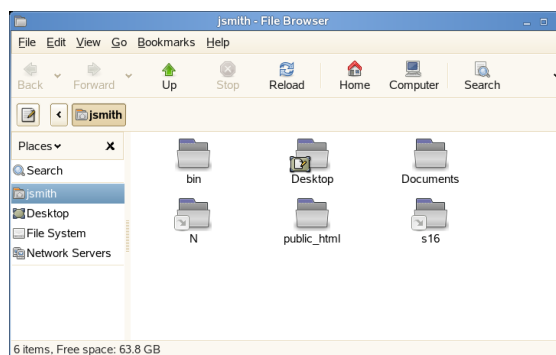 jsmith - File Browser
File Edit View Go Bookmarks Help
Back Forward Up Stop Reload Home Computer Search
jsmith
Places
Search
jsmith
Desktop
File System
Network Servers
bin Desktop Documents
N public_html s16
6 items, Free space: 63.8 GB